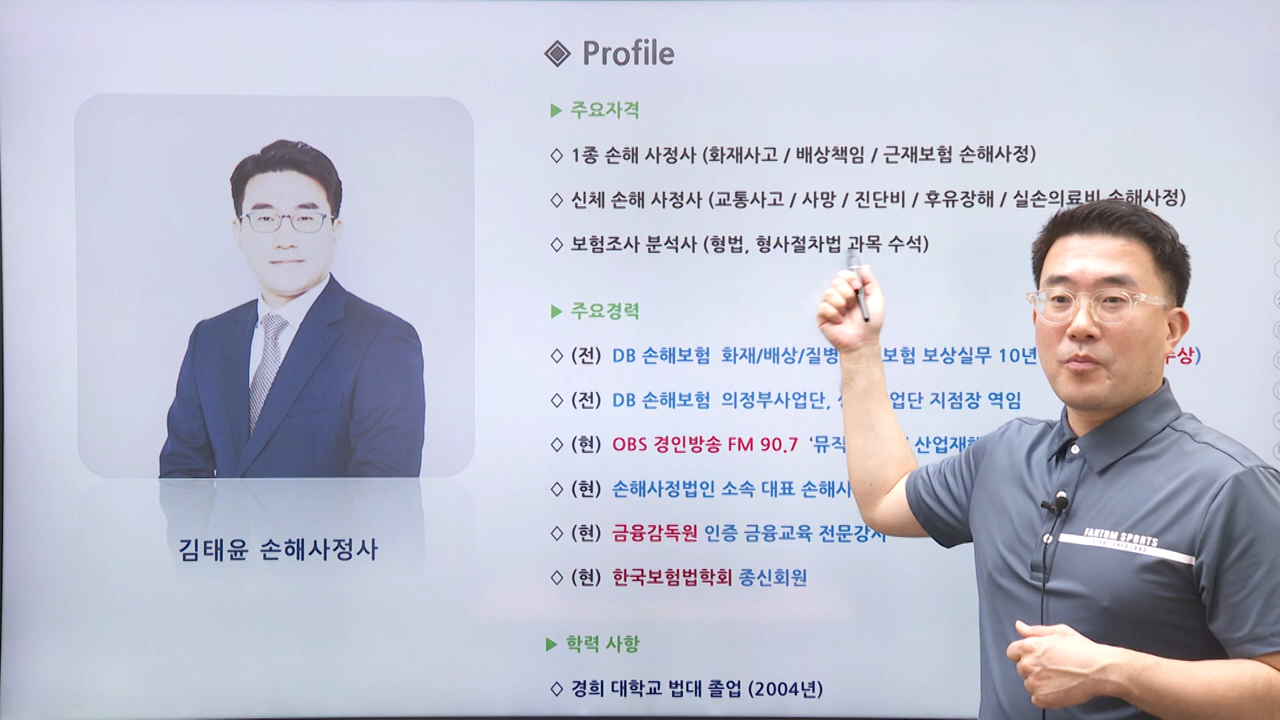 ◈ Profile
▶ 주요자격
◇ 1종 손해 사정사 (화재사고 / 배상책임 / 근재보험 손해사정)
◇ 신체 손해 사정사 (교통사고 / 사망 / 진단비 / 후유장해 / 실손의료비 손해사정)
◇ 보험조사 분석사 (형법, 형사절차법 과목 수석)
▶ 주요경력
◇ (전) DB 손해보험 화재/배상/질병 보험 보상실무 10년 수상)
◇ (전) DB 손해보험 의정부사업단, 지점장 역임
◇ (현) OBS 경인방송 FM 90.7 산업재해
◇ (현) 손해사정법인 소속 대표 손해사
◇ (현) 금융감독원 인증 금융교육 전문강사
◇ (현) 한국보험법학회 종신회원
▶ 학력 사항
◇ 경희 대학교 법대 졸업 (2004년)
김태윤 손해사정사
FANTOM SPORTS